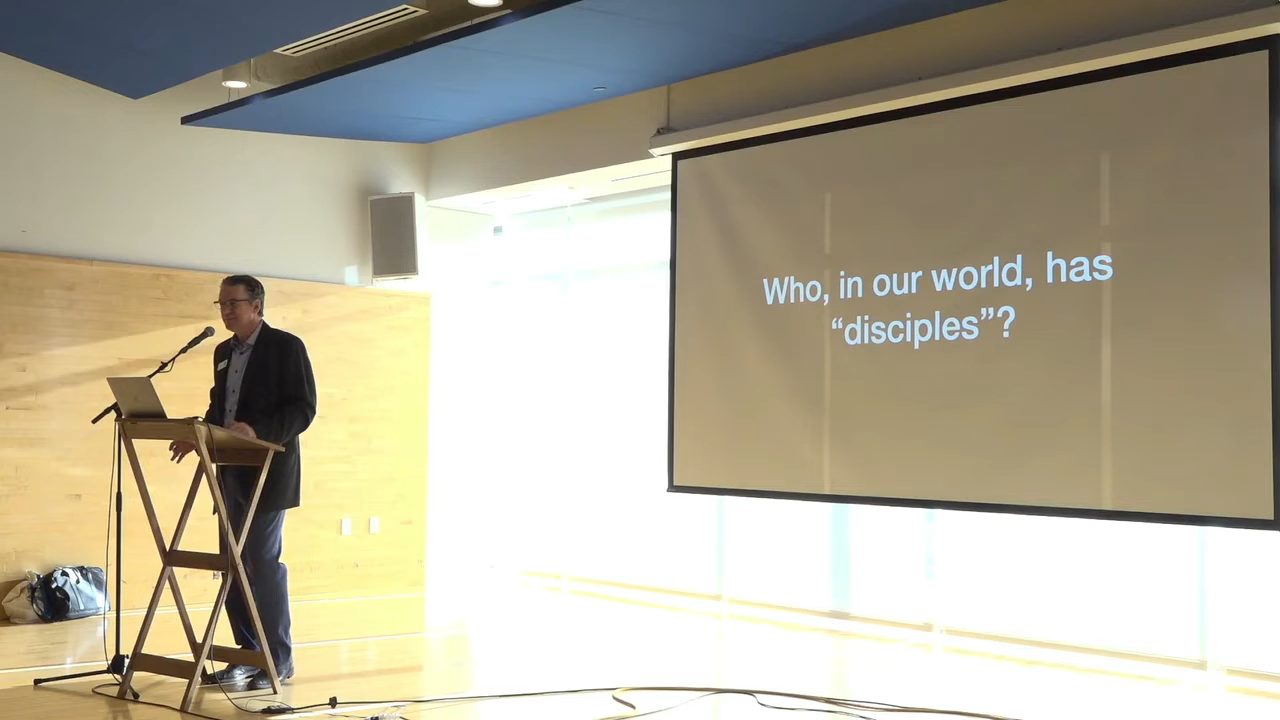 Who, in our world, has
“disciples”?